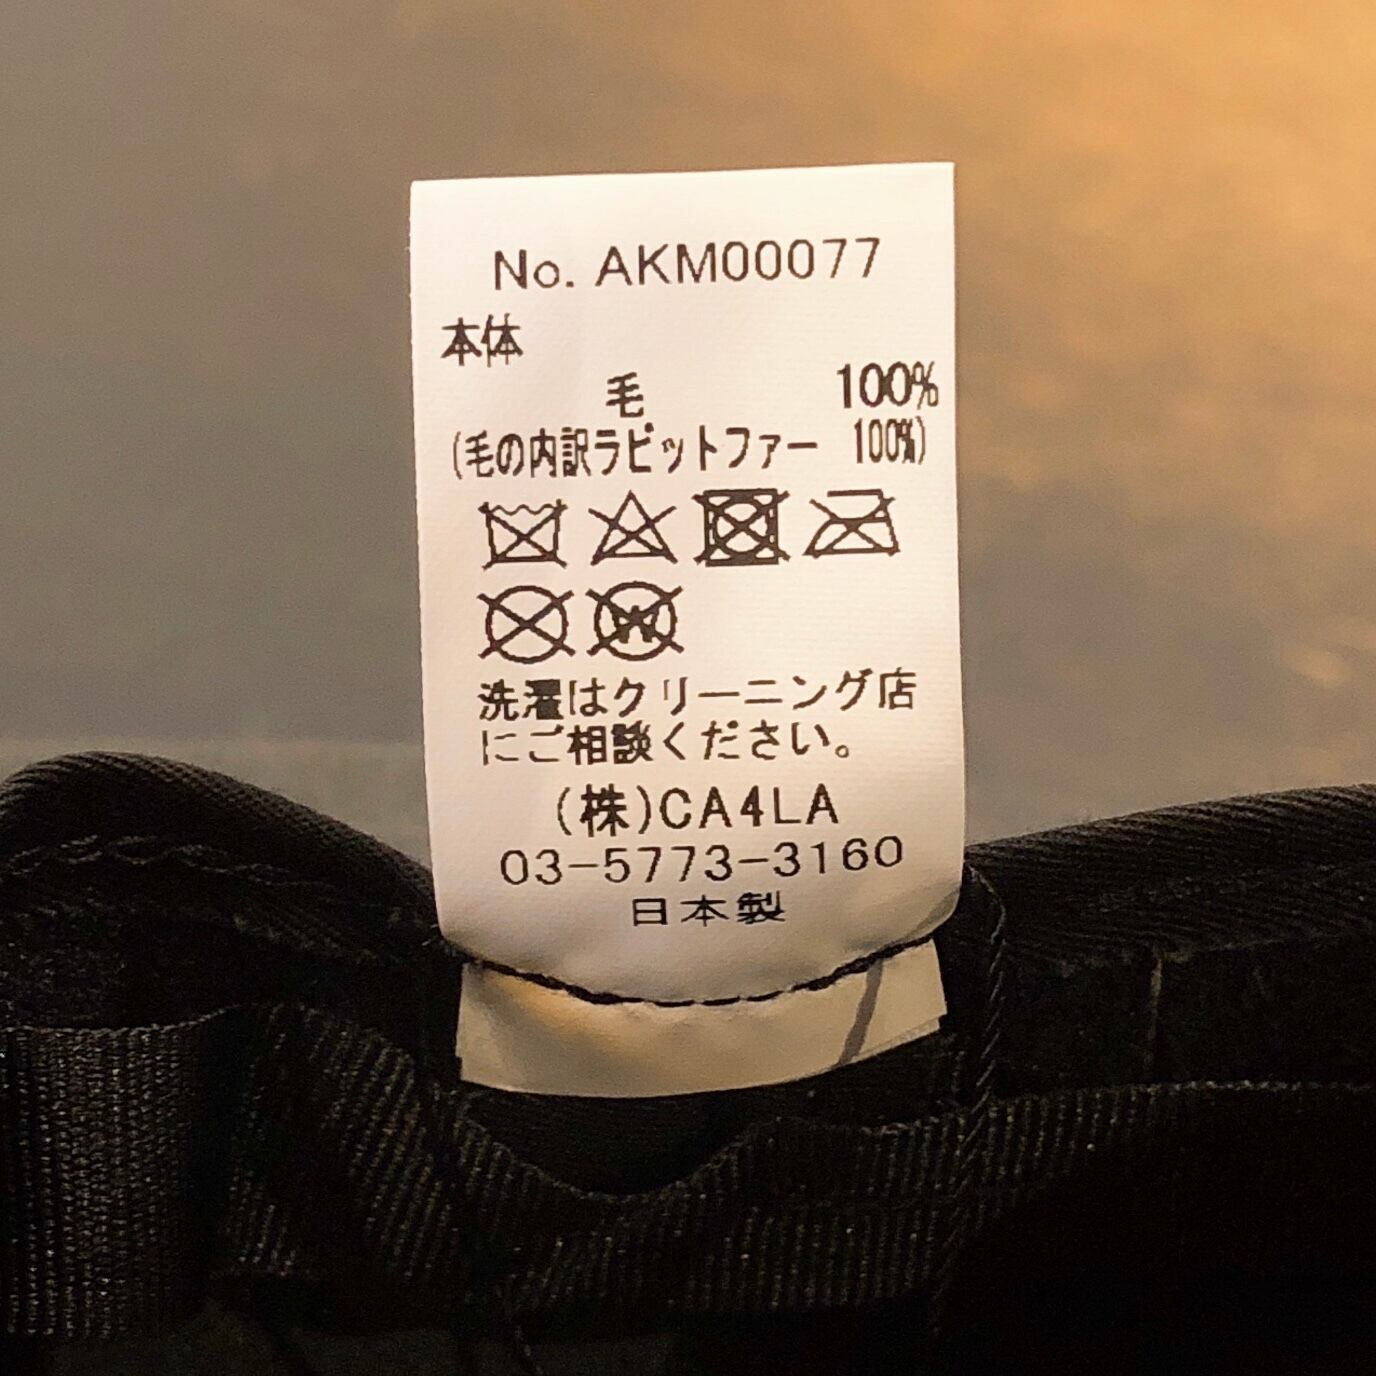 No. AKM00077
本体
毛 100%
(毛の内訳ラビットファー 100%)
洗濯はクリーニング店
にご相談ください。
(株)CA4LA
03-5773-3160
日本製